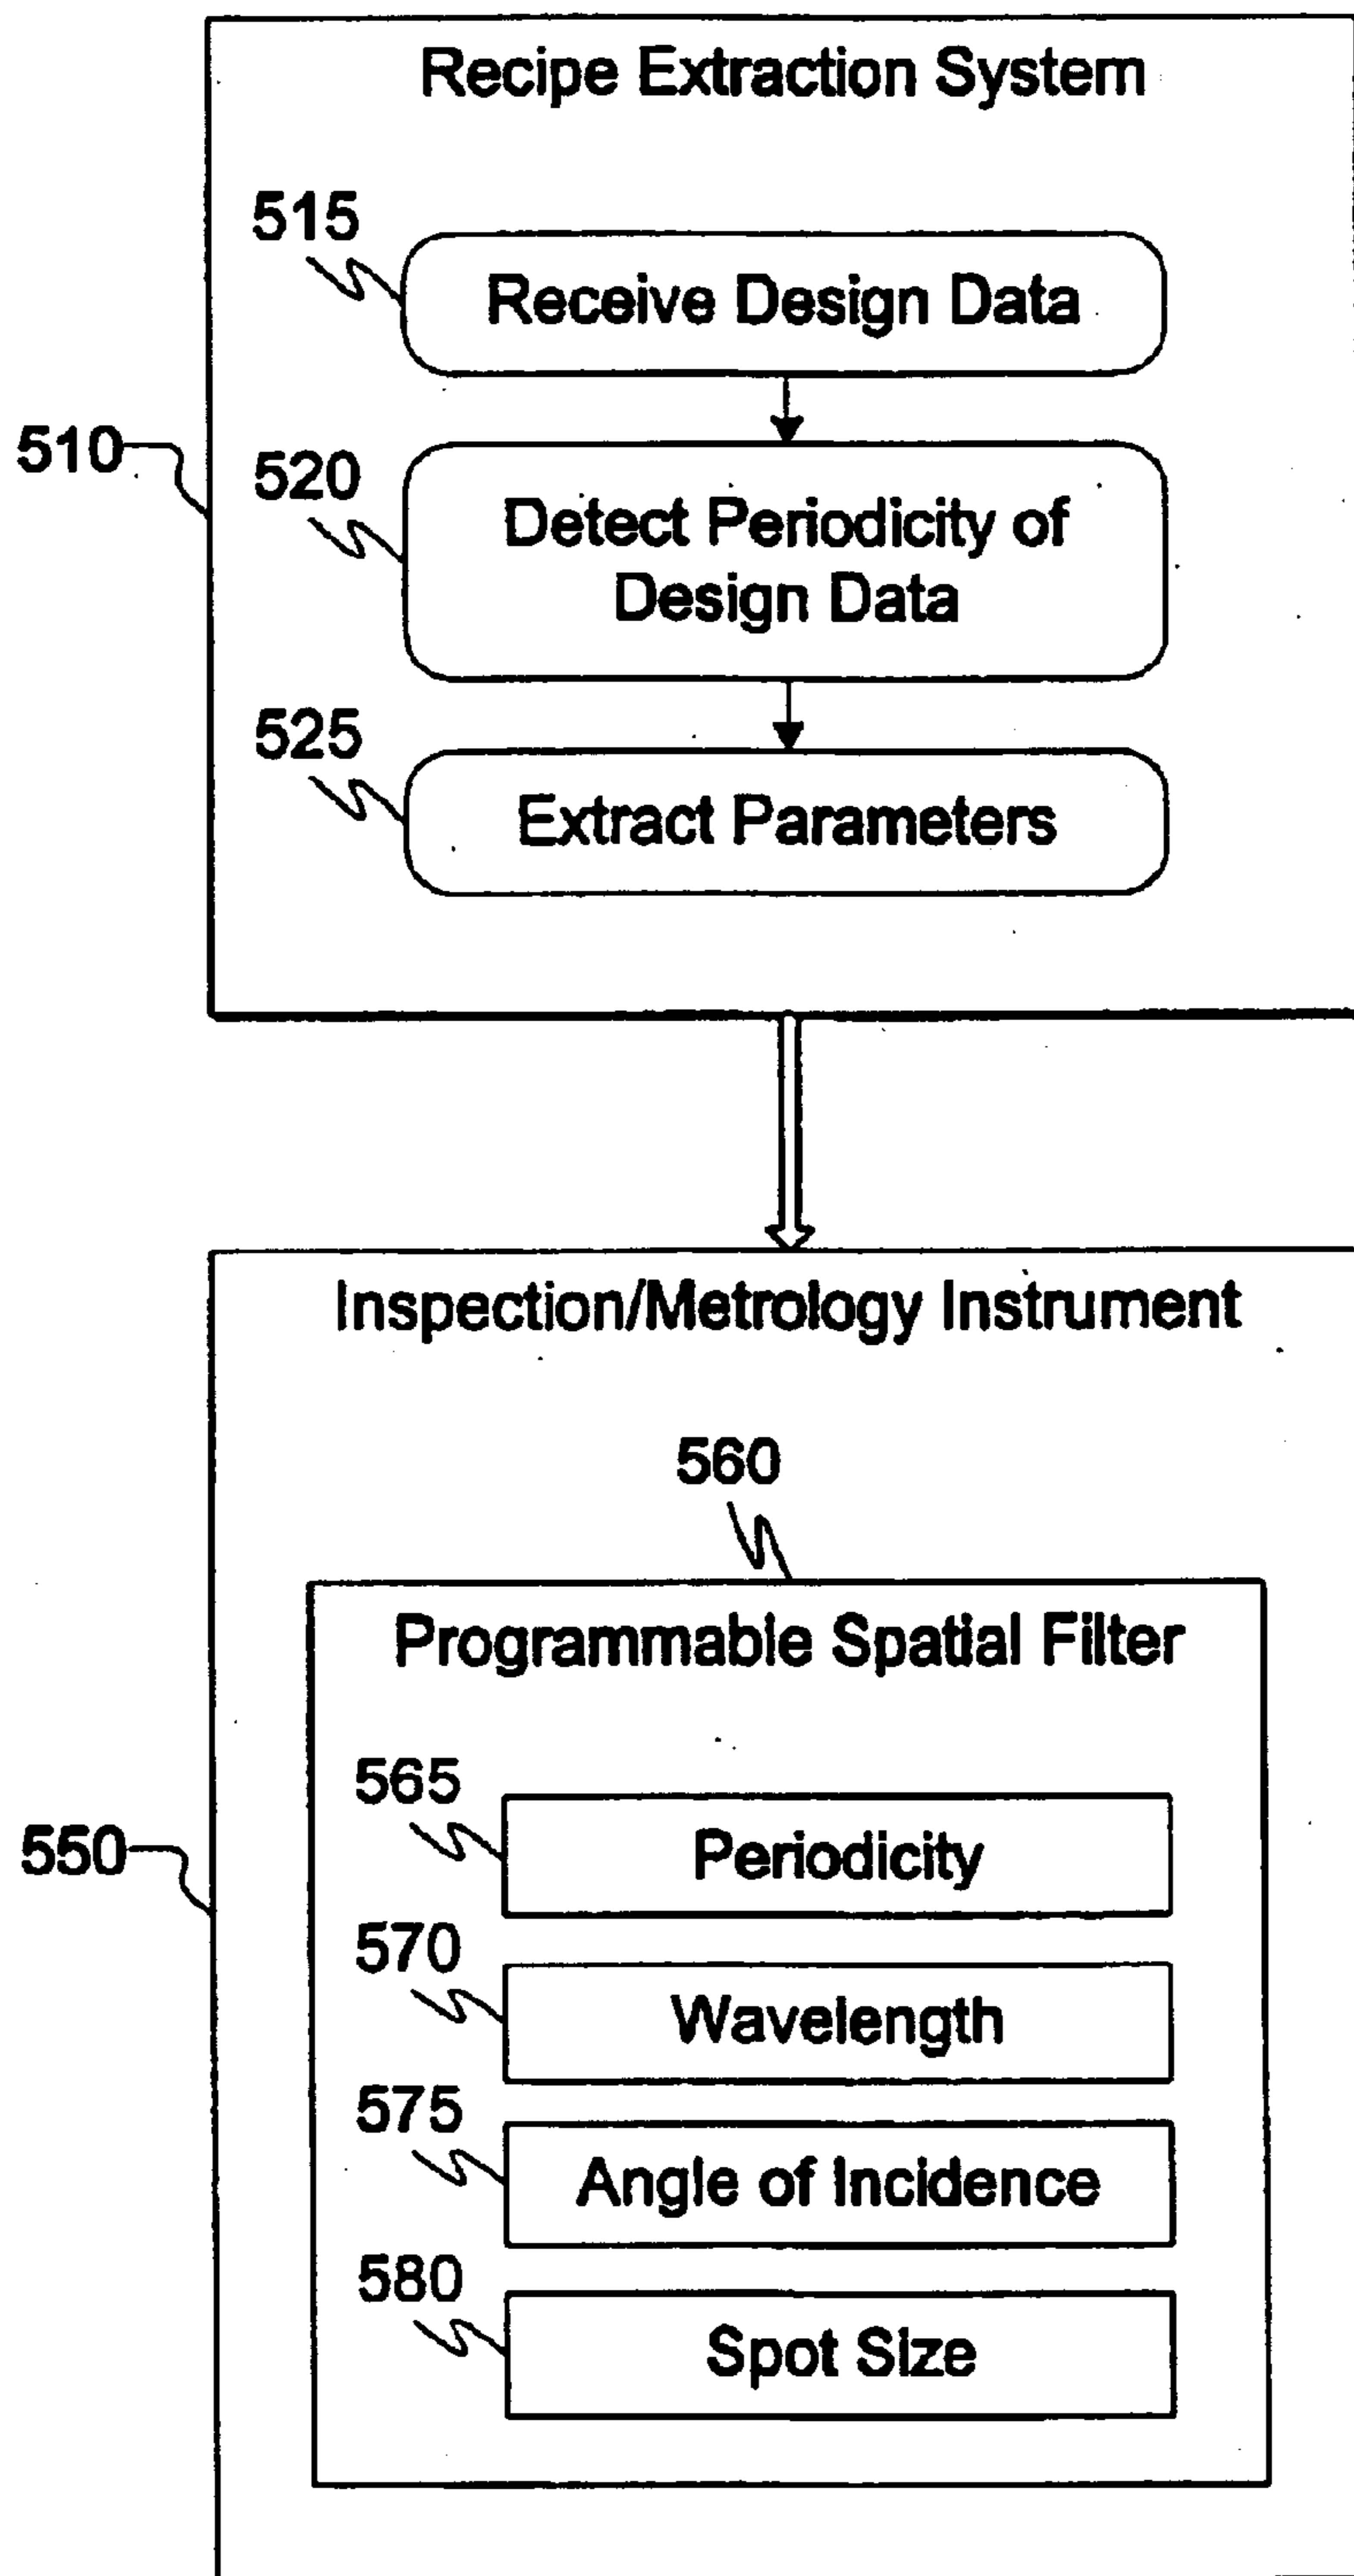 Recipe Extraction System
515
Receive Design Data
510
520
Detect Periodicity of
Design Data
525
Extract Parameters
Inspection/Metrology Instrument
560
Programmable Spatial Filter
565
Periodicity
550
570
Wavelength
575
Angle of Incidence
580
Spot Size